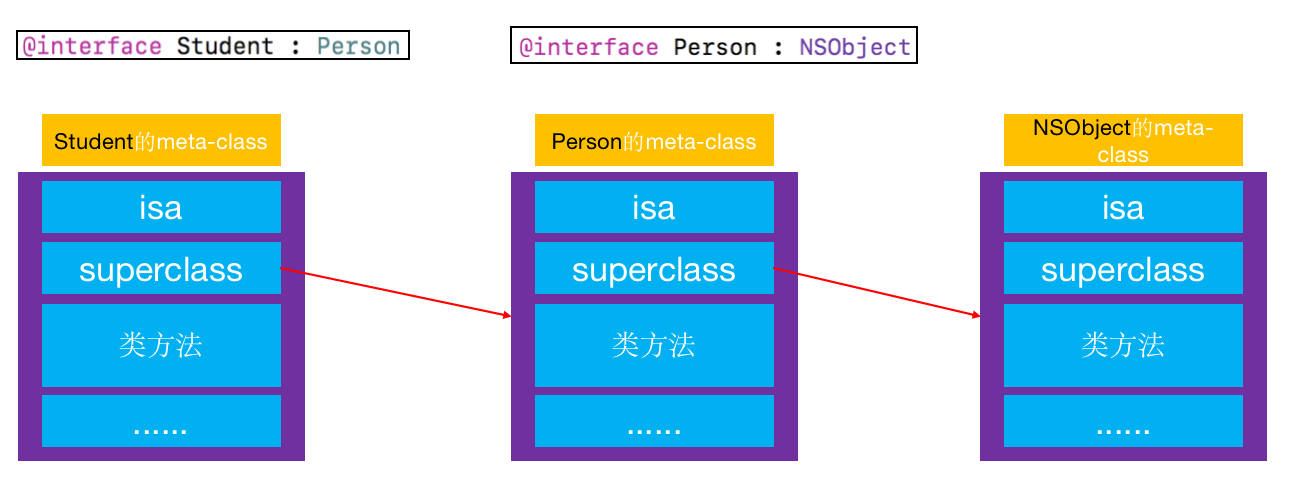 @interface Student : Person
@interface Person : NSObject
Student的meta-class
isa
superclass
类方法
......
Person的meta-class
isa
superclass
类方法
......
NSObject的meta-
class
isa
superclass
类方法
......